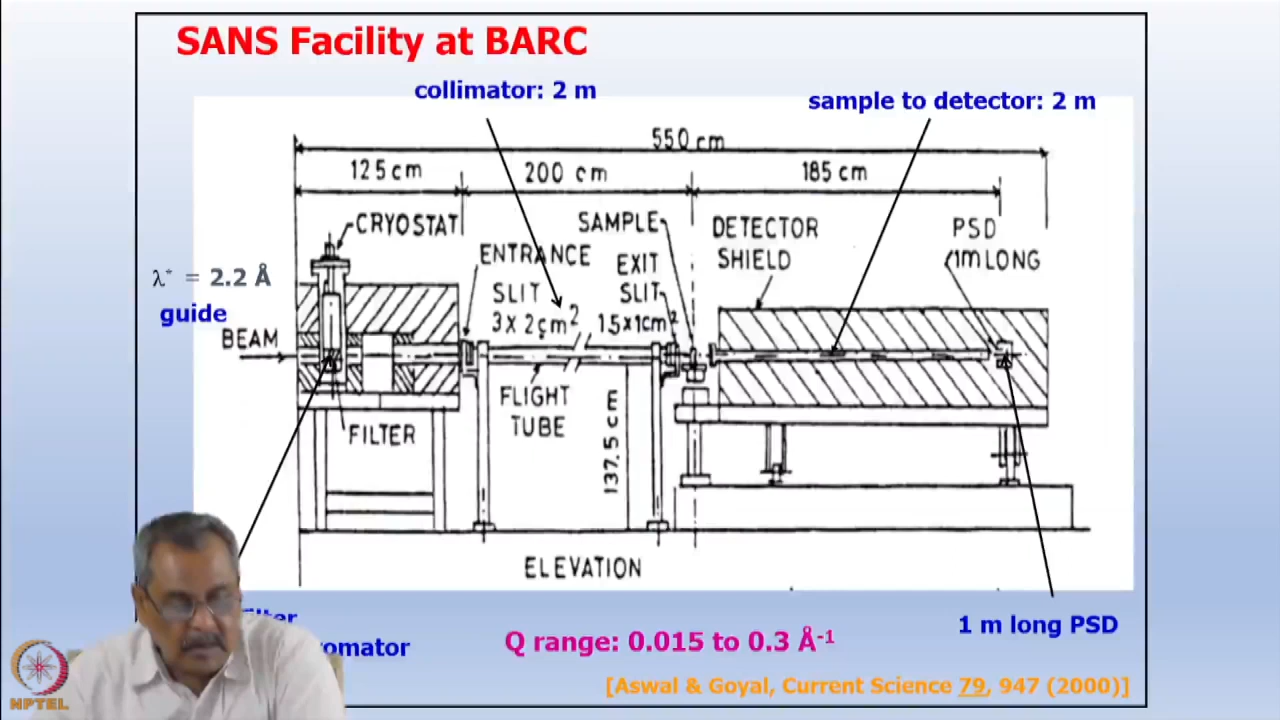 SANS Facility at BARC
collimator: 2 m
sample to detector: 2 m
550 cm
125 cm
200 cm
185 cm
CRYOSTAT
SAMPLE
DETECTOR
SHIELD
PSD
1m LONG
ENTRANCE
SLIT
3 x 2 cm²
EXIT
SLIT
1.5 x 1 cm²
λ* = 2.2 Å
guide
BEAM
FLIGHT
TUBE
FILTER
137.5 cm
ELEVATION
Q range: 0.015 to 0.3 Å⁻¹
1 m long PSD
[Aswal & Goyal, Current Science 79, 947 (2000)]
NPTEL